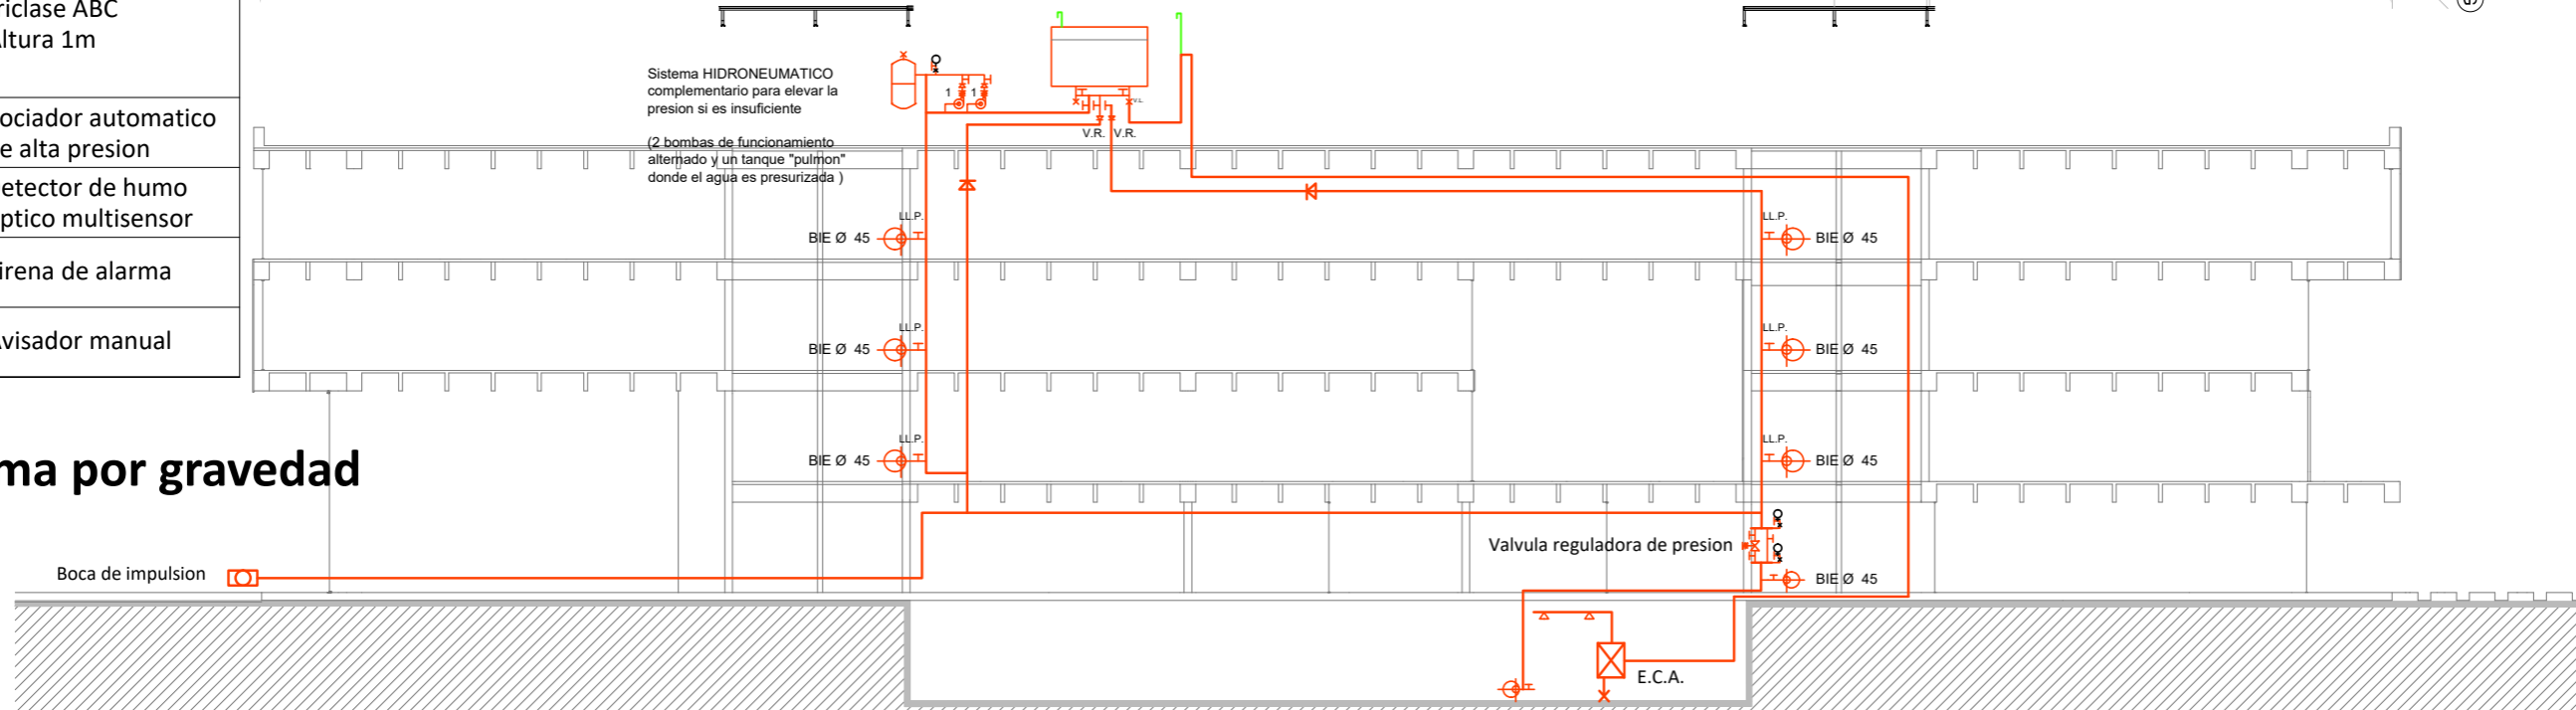 riclase ABC
Altura 1m
ociador automatico
e alta presion
etector de humo
ptico multisensor
irena de alarma
Avisador manual
ma por gravedad
Sistema HIDRONEUMATICO
complementario para elevar la
presion si es insuficiente
(2 bombas de funcionamiento
alternado y un tanque "pulmon"
donde el agua es presurizada )
1 1
V.L.
V.R. V.R.
LL.P.
BIE Ø 45
LL.P.
BIE Ø 45
LL.P.
BIE Ø 45
LL.P.
BIE Ø 45
LL.P.
BIE Ø 45
LL.P.
BIE Ø 45
Valvula reguladora de presion
Boca de impulsion
BIE Ø 45
E.C.A.